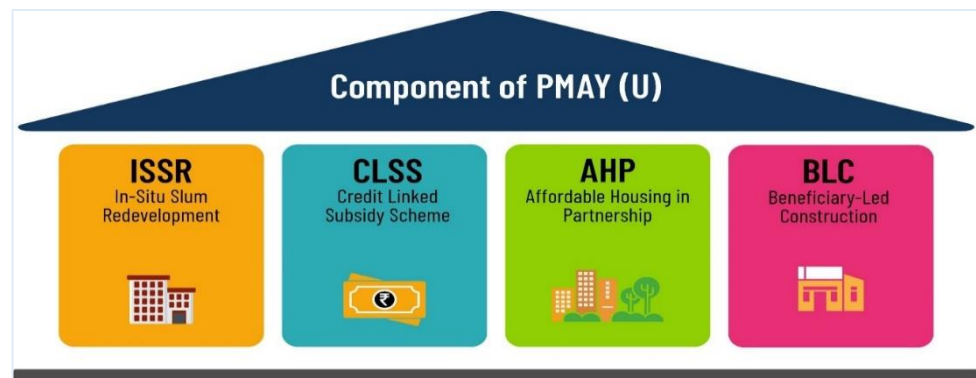 Component of PMAY (U)
ISSR
In-Situ Slum
Redevelopment
CLSS
Credit Linked
Subsidy Scheme
₹
AHP
Affordable Housing in
Partnership
BLC
Beneficiary-Led
Construction